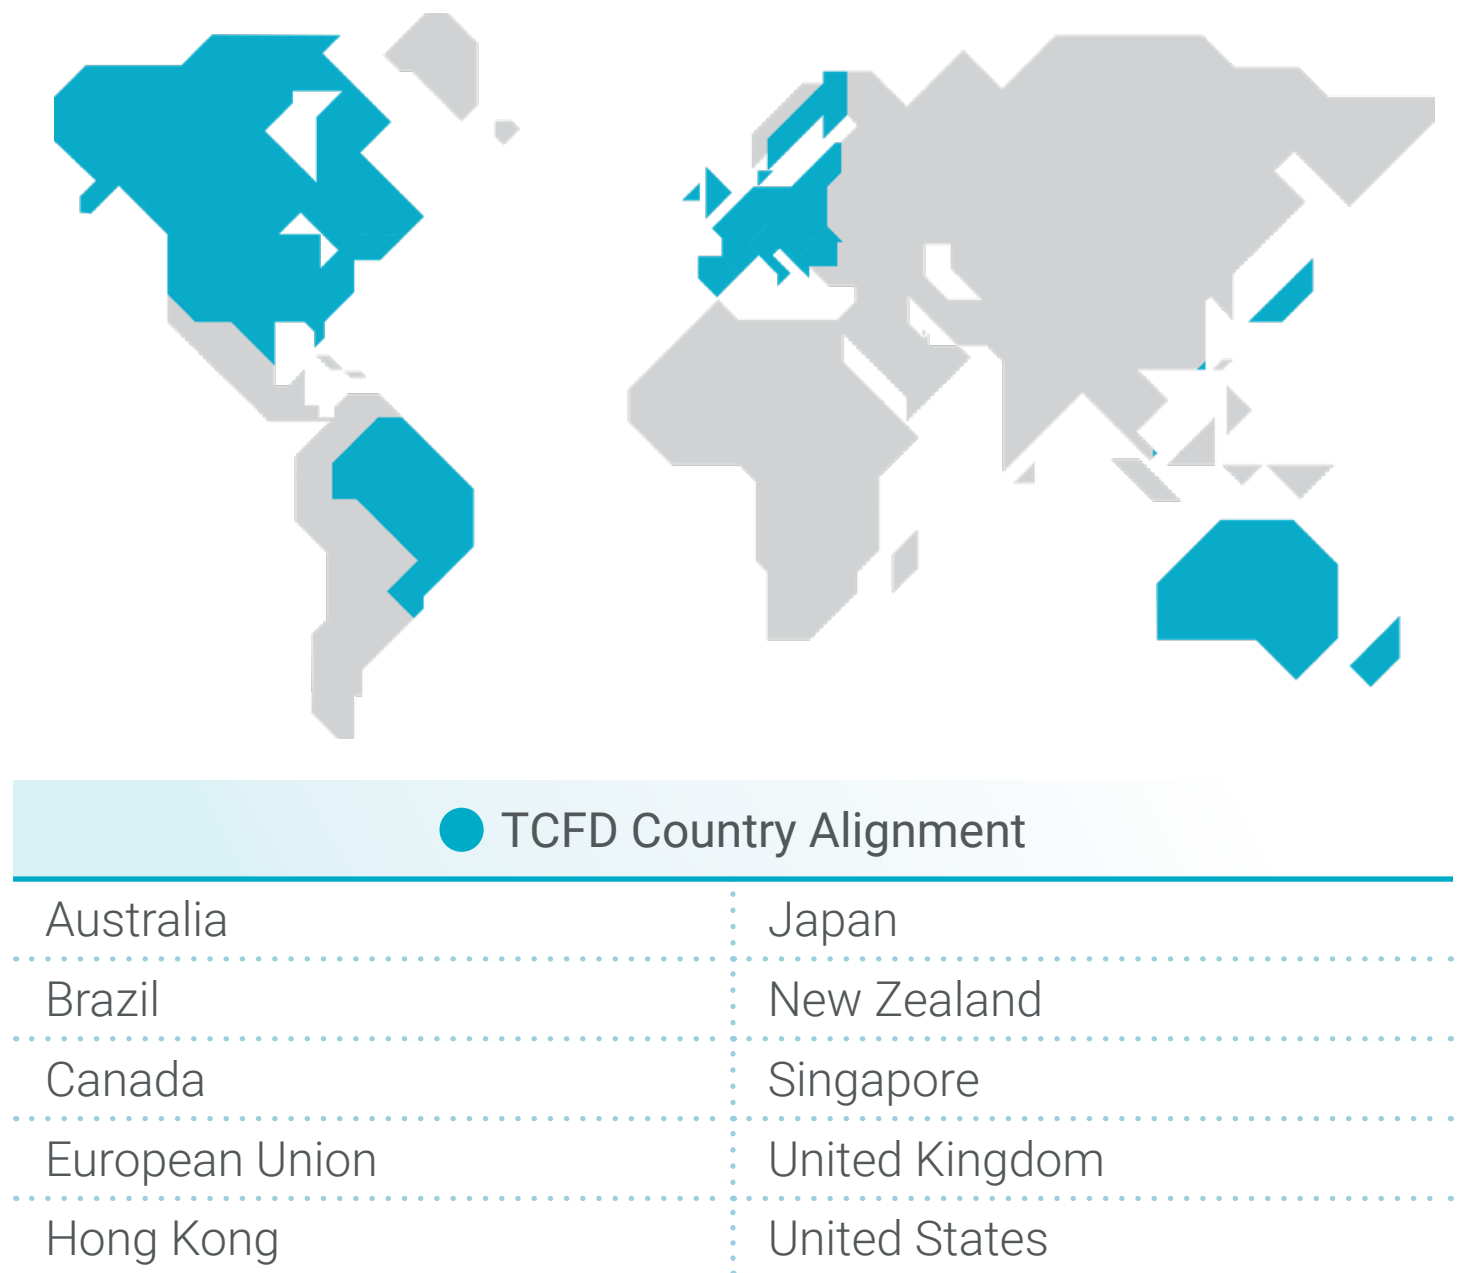 TCFD Country Alignment
Australia
Japan
Brazil
New Zealand
Canada
Singapore
European Union
United Kingdom
Hong Kong
United States